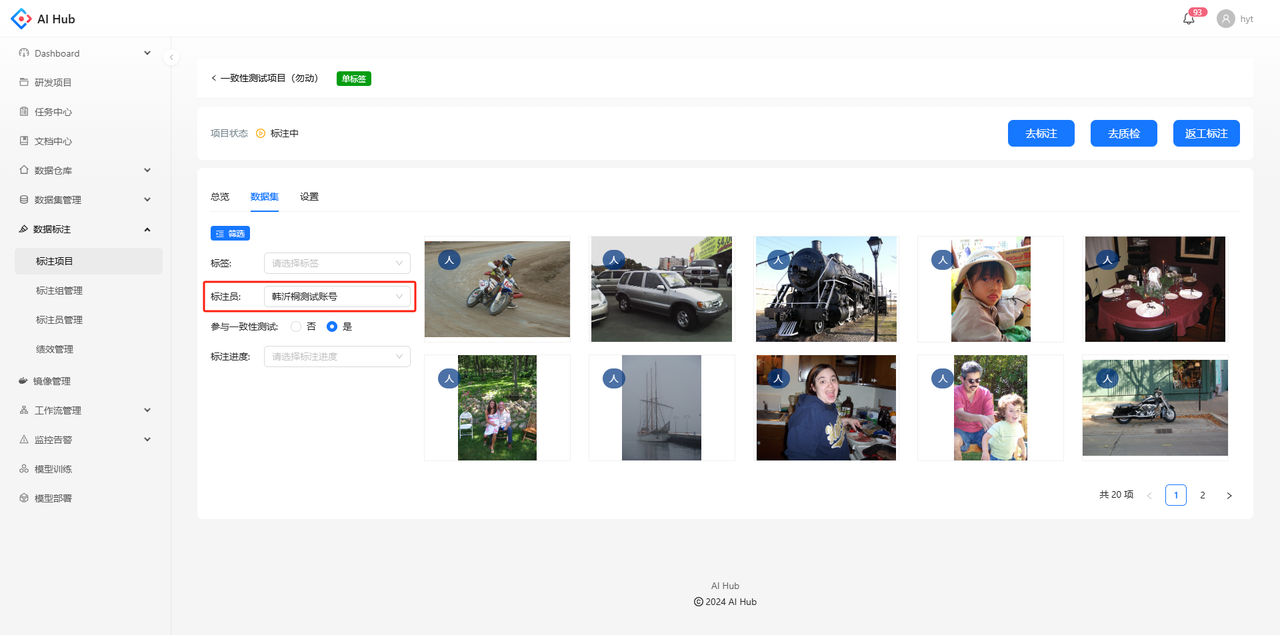 AI Hub
93
hyt
Dashboard
研发项目
任务中心
文档中心
数据仓库
数据集管理
数据标注
标注项目
标注组管理
标注员管理
绩效管理
镜像管理
工作流管理
监控告警
模型训练
模型部署
一致性测试项目（勿动） 单标签
项目状态 标注中
去标注 去质检 返工标注
总览 数据集 设置
筛选
标签: 请选择标签
标注员: 韩沂桐测试账号
参与一致性测试: 否 是
标注进度: 请选择标注进度
人 人 人 人 人
人 人 人 人 人
共 20 项 1 2
AI Hub
© 2024 AI Hub